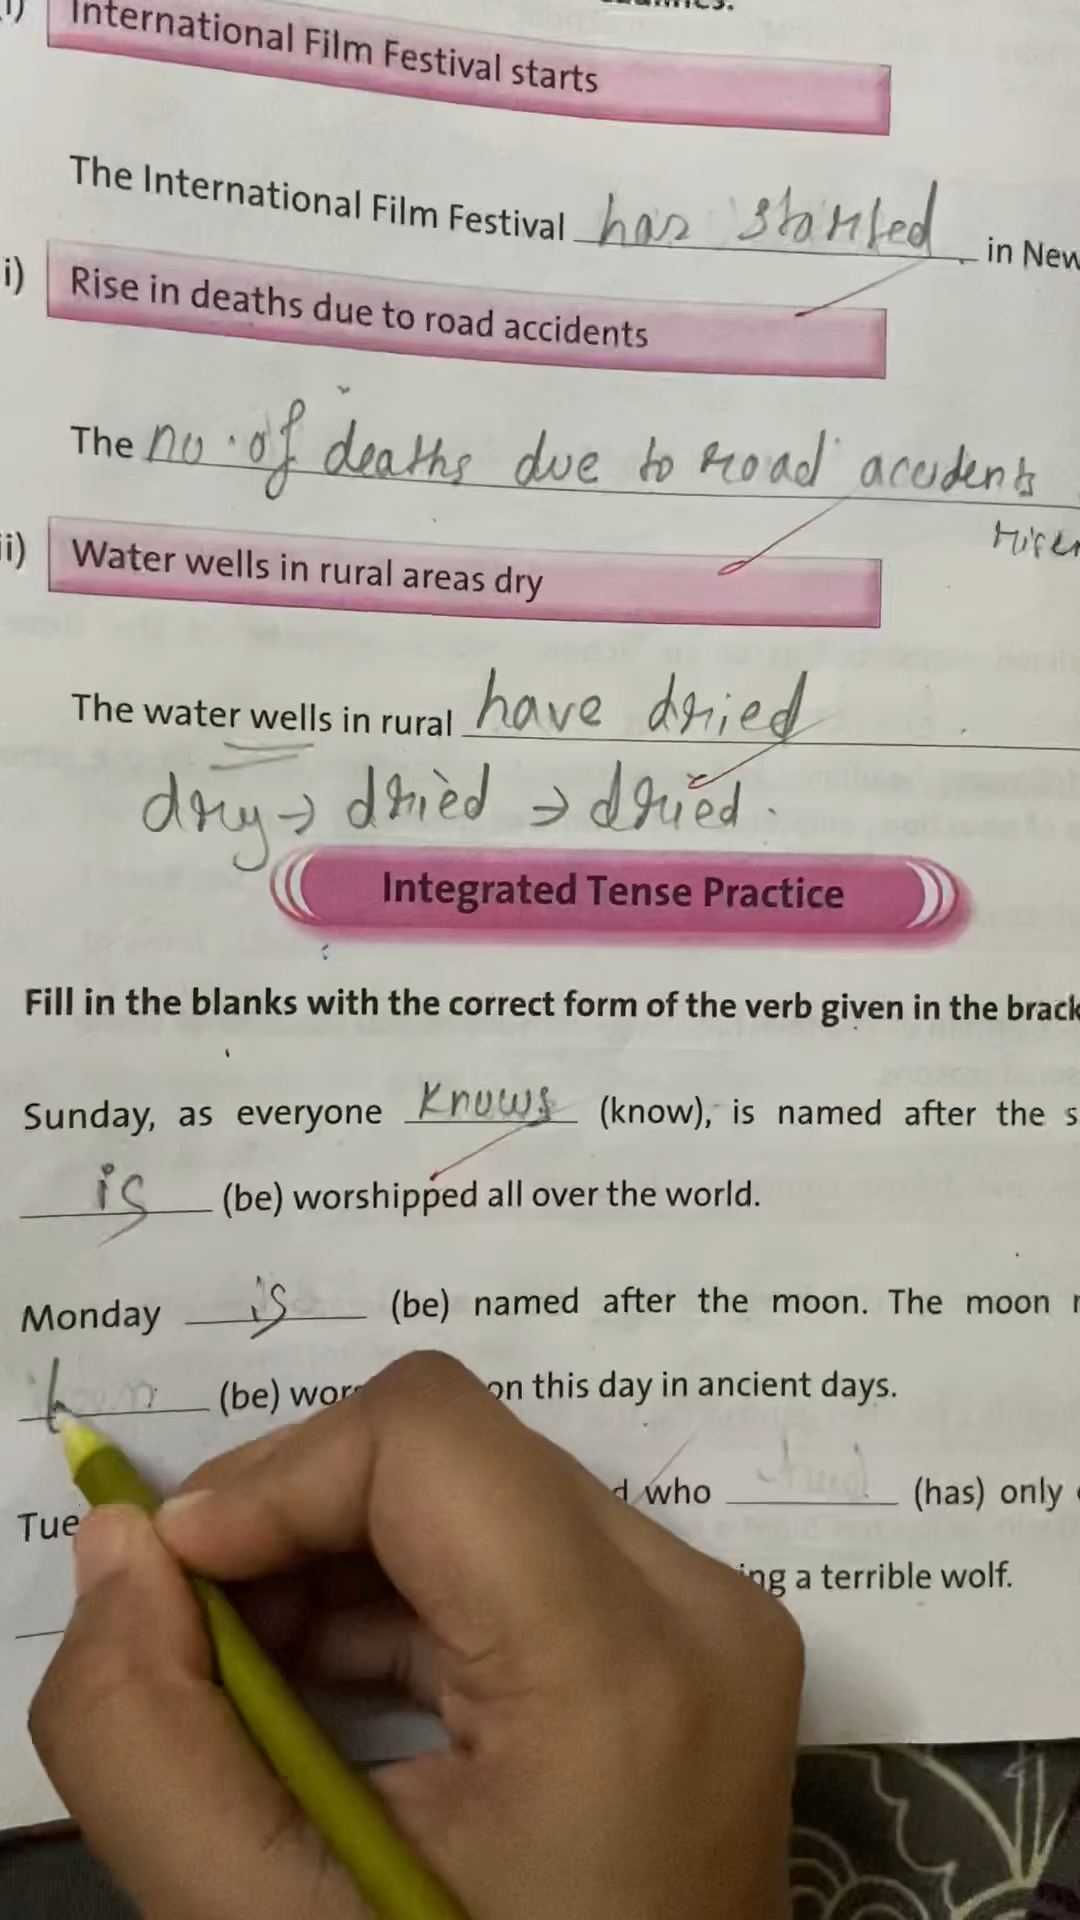 International Film Festival starts
The International Film Festival has started in New
i) Rise in deaths due to road accidents
The no. of deaths due to road accidents
ii) Water wells in rural areas dry
The water wells in rural have dried
dry → dried → dried.
Integrated Tense Practice
Fill in the blanks with the correct form of the verb given in the brack
Sunday, as everyone knows (know), is named after the s
is (be) worshipped all over the world.
Monday is (be) named after the moon. The moon
(be) on this day in ancient days.
Tue who (has) only
a terrible wolf.